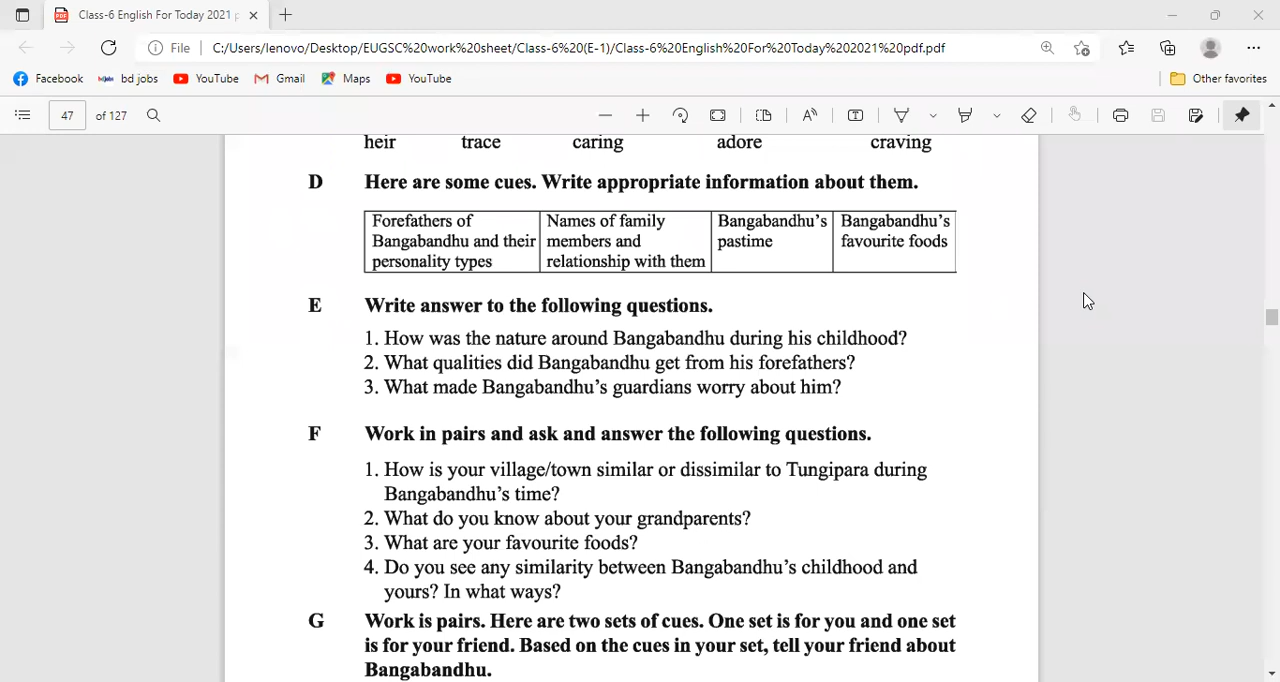 Class-6 English For Today 2021 p
File C:/Users/lenovo/Desktop/EUGSC%20work%20sheet/Class-6%20(E-1)/Class-6%20English%20For%20Today%202021%20pdf.pdf
Facebook bd jobs YouTube Gmail Maps YouTube Other favorites
47 of 127
heir trace caring adore craving
D Here are some cues. Write appropriate information about them.
Forefathers of Bangabandhu and their personality types
Names of family members and relationship with them
Bangabandhu's pastime
Bangabandhu's favourite foods
E Write answer to the following questions.
1. How was the nature around Bangabandhu during his childhood?
2. What qualities did Bangabandhu get from his forefathers?
3. What made Bangabandhu's guardians worry about him?
F Work in pairs and ask and answer the following questions.
1. How is your village/town similar or dissimilar to Tungipara during
Bangabandhu's time?
2. What do you know about your grandparents?
3. What are your favourite foods?
4. Do you see any similarity between Bangabandhu's childhood and
yours? In what ways?
G Work is pairs. Here are two sets of cues. One set is for you and one set
is for your friend. Based on the cues in your set, tell your friend about
Bangabandhu.